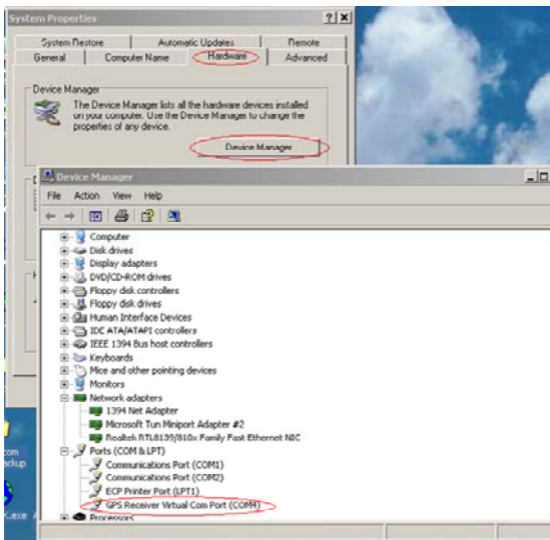 System Properties
System Restore Automatic Updates Remote
General Computer Name Hardware Advanced
Device Manager
The Device Manager lists all the hardware devices installed
on your computer. Use the Device Manager to change the
properties of any device.
Device Manager
Device Manager
File Action View Help
Computer
Disk drives
Display adapters
DVD/CD-ROM drives
Floppy disk controllers
Floppy disk drives
Human Interface Devices
IDE ATA/ATAPI controllers
IEEE 1394 Bus host controllers
Keyboards
Mice and other pointing devices
Monitors
Network adapters
1394 Net Adapter
Microsoft Tun Miniport Adapter #2
Realtek RTL8139/810x Family Fast Ethernet NIC
Ports (COM & LPT)
Communications Port (COM1)
Communications Port (COM2)
ECP Printer Port (LPT1)
GPS Receiver Virtual Com Port (COM4)
Processors